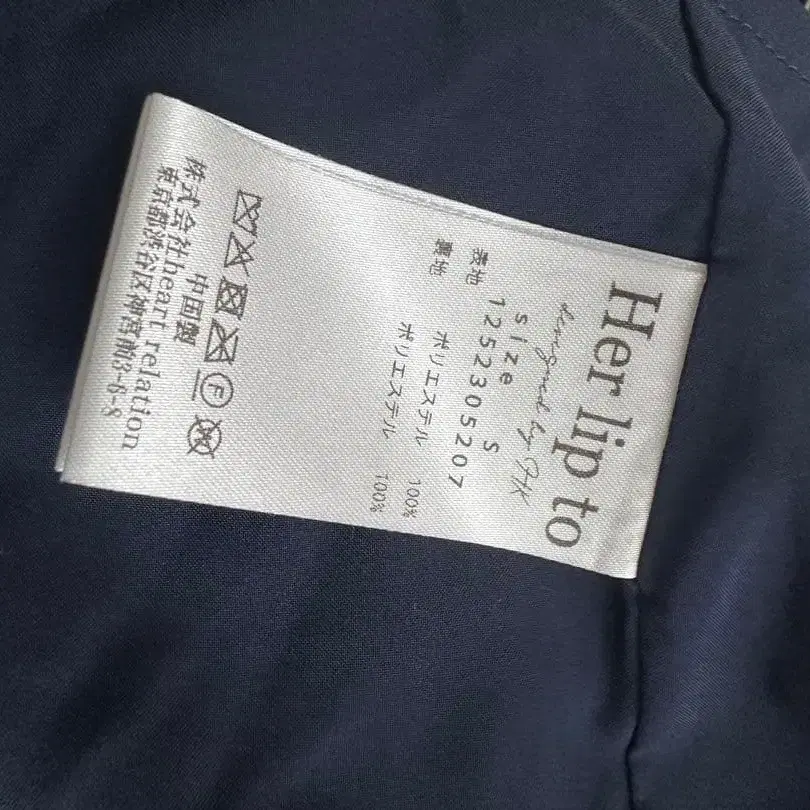 Her lip to
designed by HK
size S
1252305207
表地 ポリエステル 100%
裏地 ポリエステル 100%
F
中国製
株式会社heart relation
東京都渋谷区神宮前3-6-8